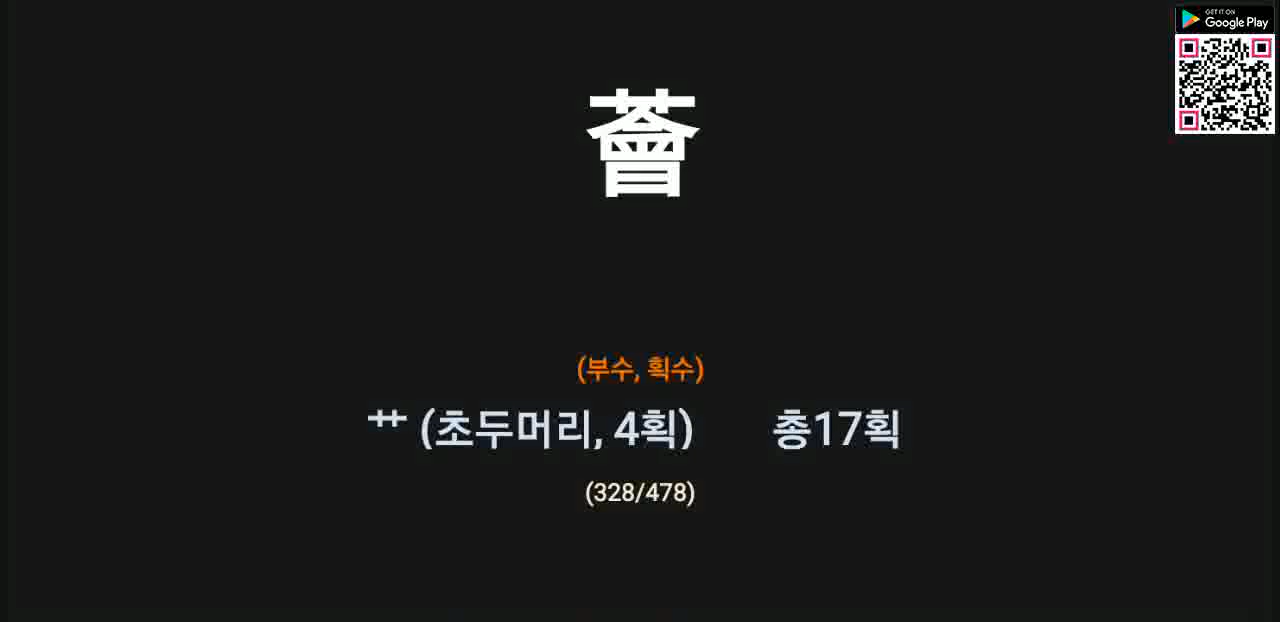 GET IT ON
Google Play
薈
(부수, 획수)
艹 (초두머리, 4획) 총17획
(328/478)